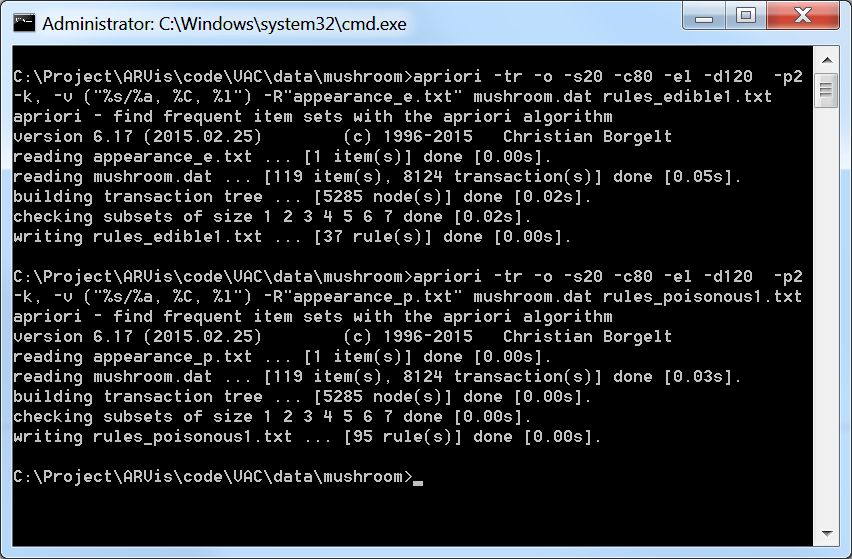 Administrator: C:\Windows\system32\cmd.exe
C:\Project\ARVis\code\VAC\data\mushroom>apriori -tr -o -s20 -c80 -el -d120  -p2
-k, -v ("%s/%a, %C, %l") -R"appearance_e.txt" mushroom.dat rules_edible1.txt
apriori - find frequent item sets with the apriori algorithm
version 6.17 (2015.02.25)        (c) 1996-2015   Christian Borgelt
reading appearance_e.txt ... [1 item(s)] done [0.00s].
reading mushroom.dat ... [119 item(s), 8124 transaction(s)] done [0.05s].
building transaction tree ... [5285 node(s)] done [0.02s].
checking subsets of size 1 2 3 4 5 6 7 done [0.02s].
writing rules_edible1.txt ... [37 rule(s)] done [0.00s].
C:\Project\ARVis\code\VAC\data\mushroom>apriori -tr -o -s20 -c80 -el -d120  -p2
-k, -v ("%s/%a, %C, %l") -R"appearance_p.txt" mushroom.dat rules_poisonous1.txt
apriori - find frequent item sets with the apriori algorithm
version 6.17 (2015.02.25)        (c) 1996-2015   Christian Borgelt
reading appearance_p.txt ... [1 item(s)] done [0.00s].
reading mushroom.dat ... [119 item(s), 8124 transaction(s)] done [0.03s].
building transaction tree ... [5285 node(s)] done [0.00s].
checking subsets of size 1 2 3 4 5 6 7 done [0.00s].
writing rules_poisonous1.txt ... [95 rule(s)] done [0.00s].
C:\Project\ARVis\code\VAC\data\mushroom>